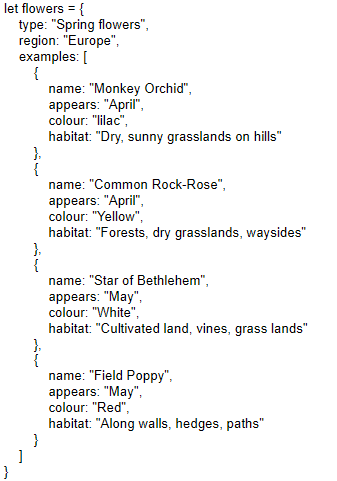 let flowers = {
type: "Spring flowers",
region: "Europe",
examples: [
{
name: "Monkey Orchid",
appears: "April",
colour: "lilac",
habitat: "Dry, sunny grasslands on hills"
},
{
name: "Common Rock-Rose",
appears: "April",
colour: "Yellow",
habitat: "Forests, dry grasslands, waysides"
},
{
name: "Star of Bethlehem",
appears: "May",
colour: "White",
habitat: "Cultivated land, vines, grass lands"
},
{
name: "Field Poppy",
appears: "May",
colour: "Red",
habitat: "Along walls, hedges, paths"
}
]
}